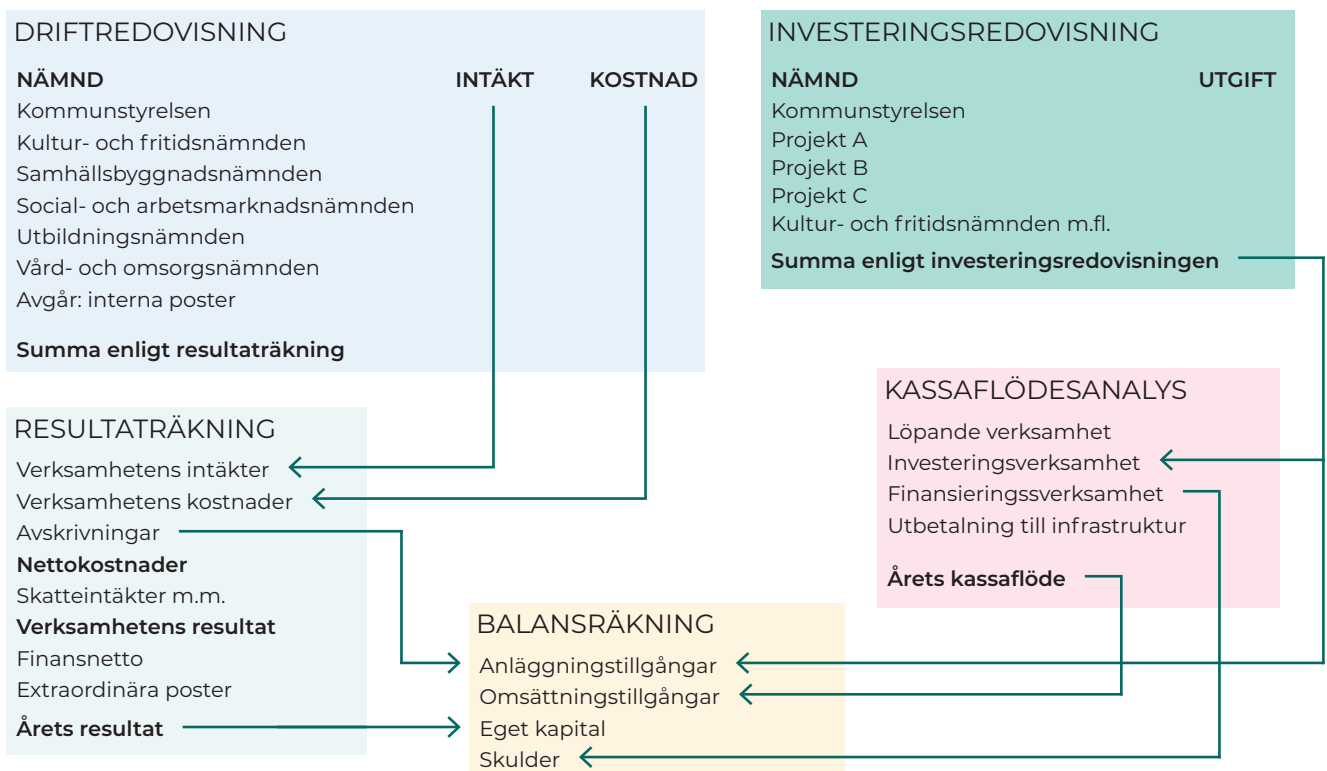 DRIFTREDOVISNING
NÄMND INTÄKT KOSTNAD
Kommunstyrelsen
Kultur- och fritidsnämnden
Samhällsbyggnadsnämnden
Social- och arbetsmarknadsnämnden
Utbildningsnämnden
Vård- och omsorgsnämnden
Avgår: interna poster
Summa enligt resultaträkning
INVESTERINGSREDOVISNING
NÄMND UTGIFT
Kommunstyrelsen
Projekt A
Projekt B
Projekt C
Kultur- och fritidsnämnden m.fl.
Summa enligt investeringsredovisningen
RESULTATRÄKNING
Verksamhetens intäkter
Verksamhetens kostnader
Avskrivningar
Nettokostnader
Skatteintäkter m.m.
Verksamhetens resultat
Finansnetto
Extraordinära poster
Årets resultat
KASSAFLÖDESANALYS
Löpande verksamhet
Investeringsverksamhet
Finansieringssverksamhet
Utbetalning till infrastruktur
Årets kassaflöde
BALANSRÄKNING
Anläggningstillgångar
Omsättningstillgångar
Eget kapital
Skulder